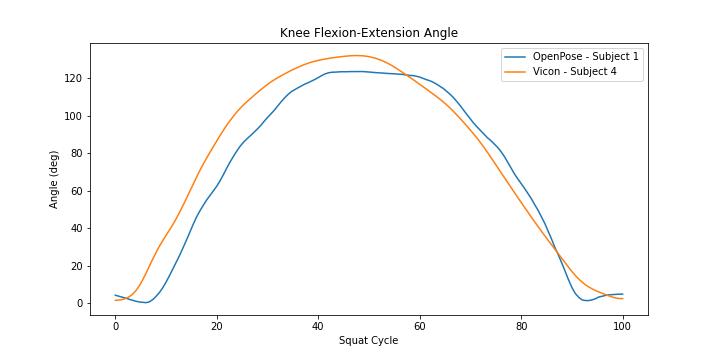 Knee Flexion-Extension Angle
OpenPose - Subject 1
Vicon - Subject 4
Angle (deg)
120
100
80
60
40
20
0
0 20 40 60 80 100
Squat Cycle